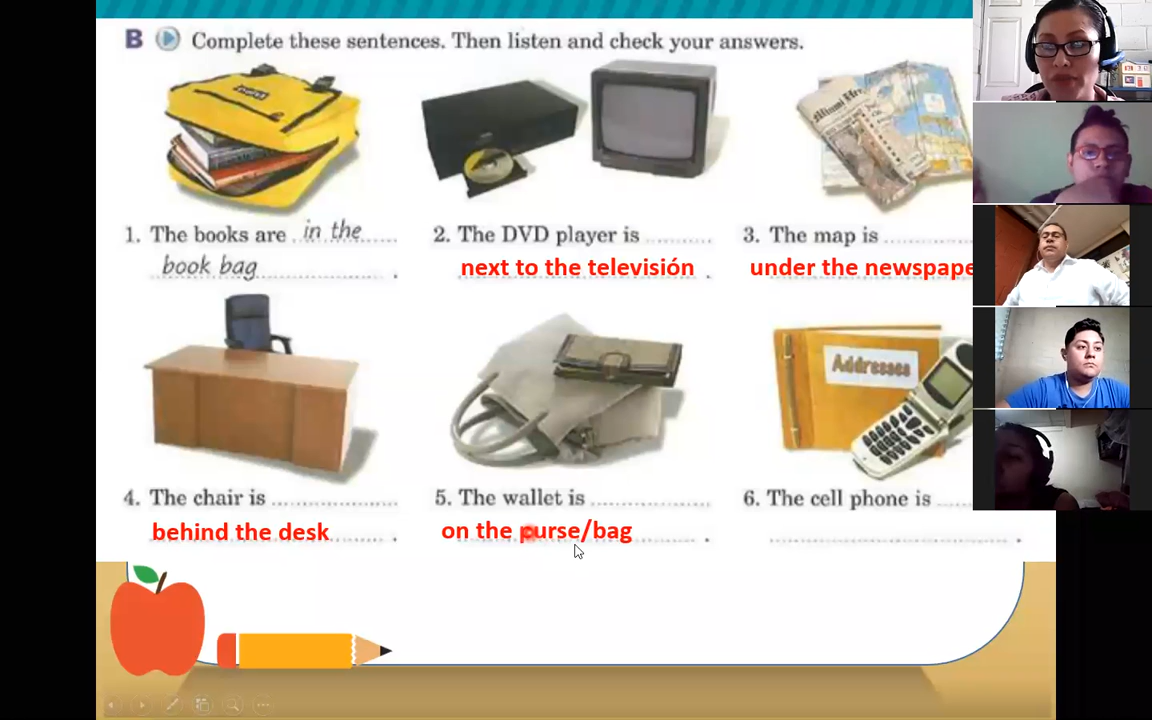 B Complete these sentences. Then listen and check your answers.
Miami Her
1. The books are in the
book bag.
2. The DVD player is
next to the televisión.
3. The map is
under the newspape
Addresses
4. The chair is
behind the desk.
5. The wallet is
on the purse/bag.
6. The cell phone is